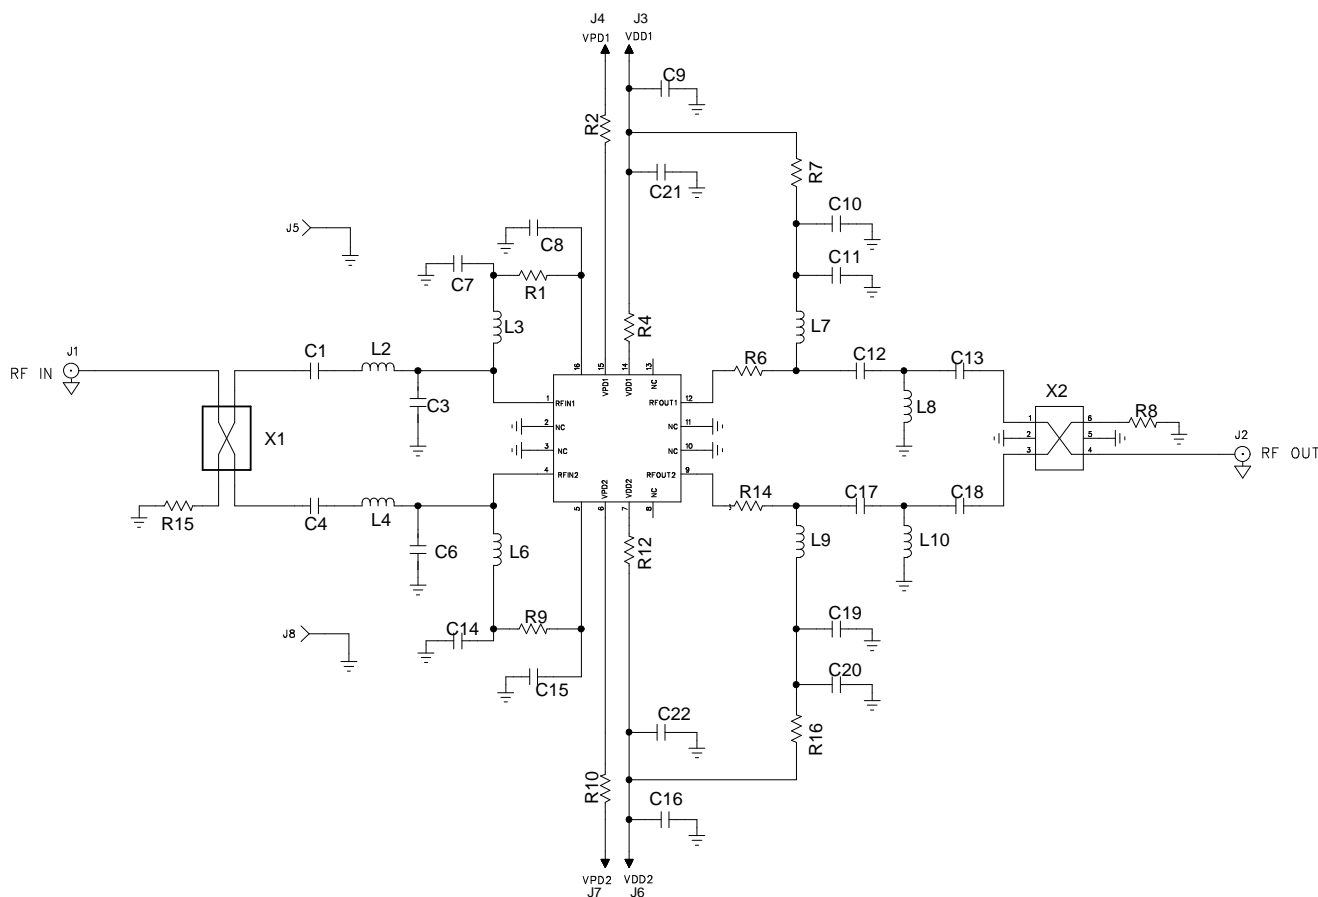 J4 J3
VPD1 VDD1
C9
R2
R7
C21
C10
J5
C8
C11
C7
R1
L3
R4
L7
J1
RF IN
C1
L2
R6
C12
C13
16
15
14
13
VPD1
VDD1
NC
C3
1 RFIN1
RFOUT1 12
L8
X2
R8
X1
2 NC
NC 11
1 6
2 5
3 4
J2
RF OUT
3 NC
NC 10
4 RFIN2
RFOUT2 9
VPD2
VDD2
NC
5
6
7
8
R15
C4
L4
R14
C17
C18
C6
L6
R12
L9
L10
J8
C14
R9
C19
C15
C20
C22
R16
R10
C16
VPD2 VDD2
J7 J6